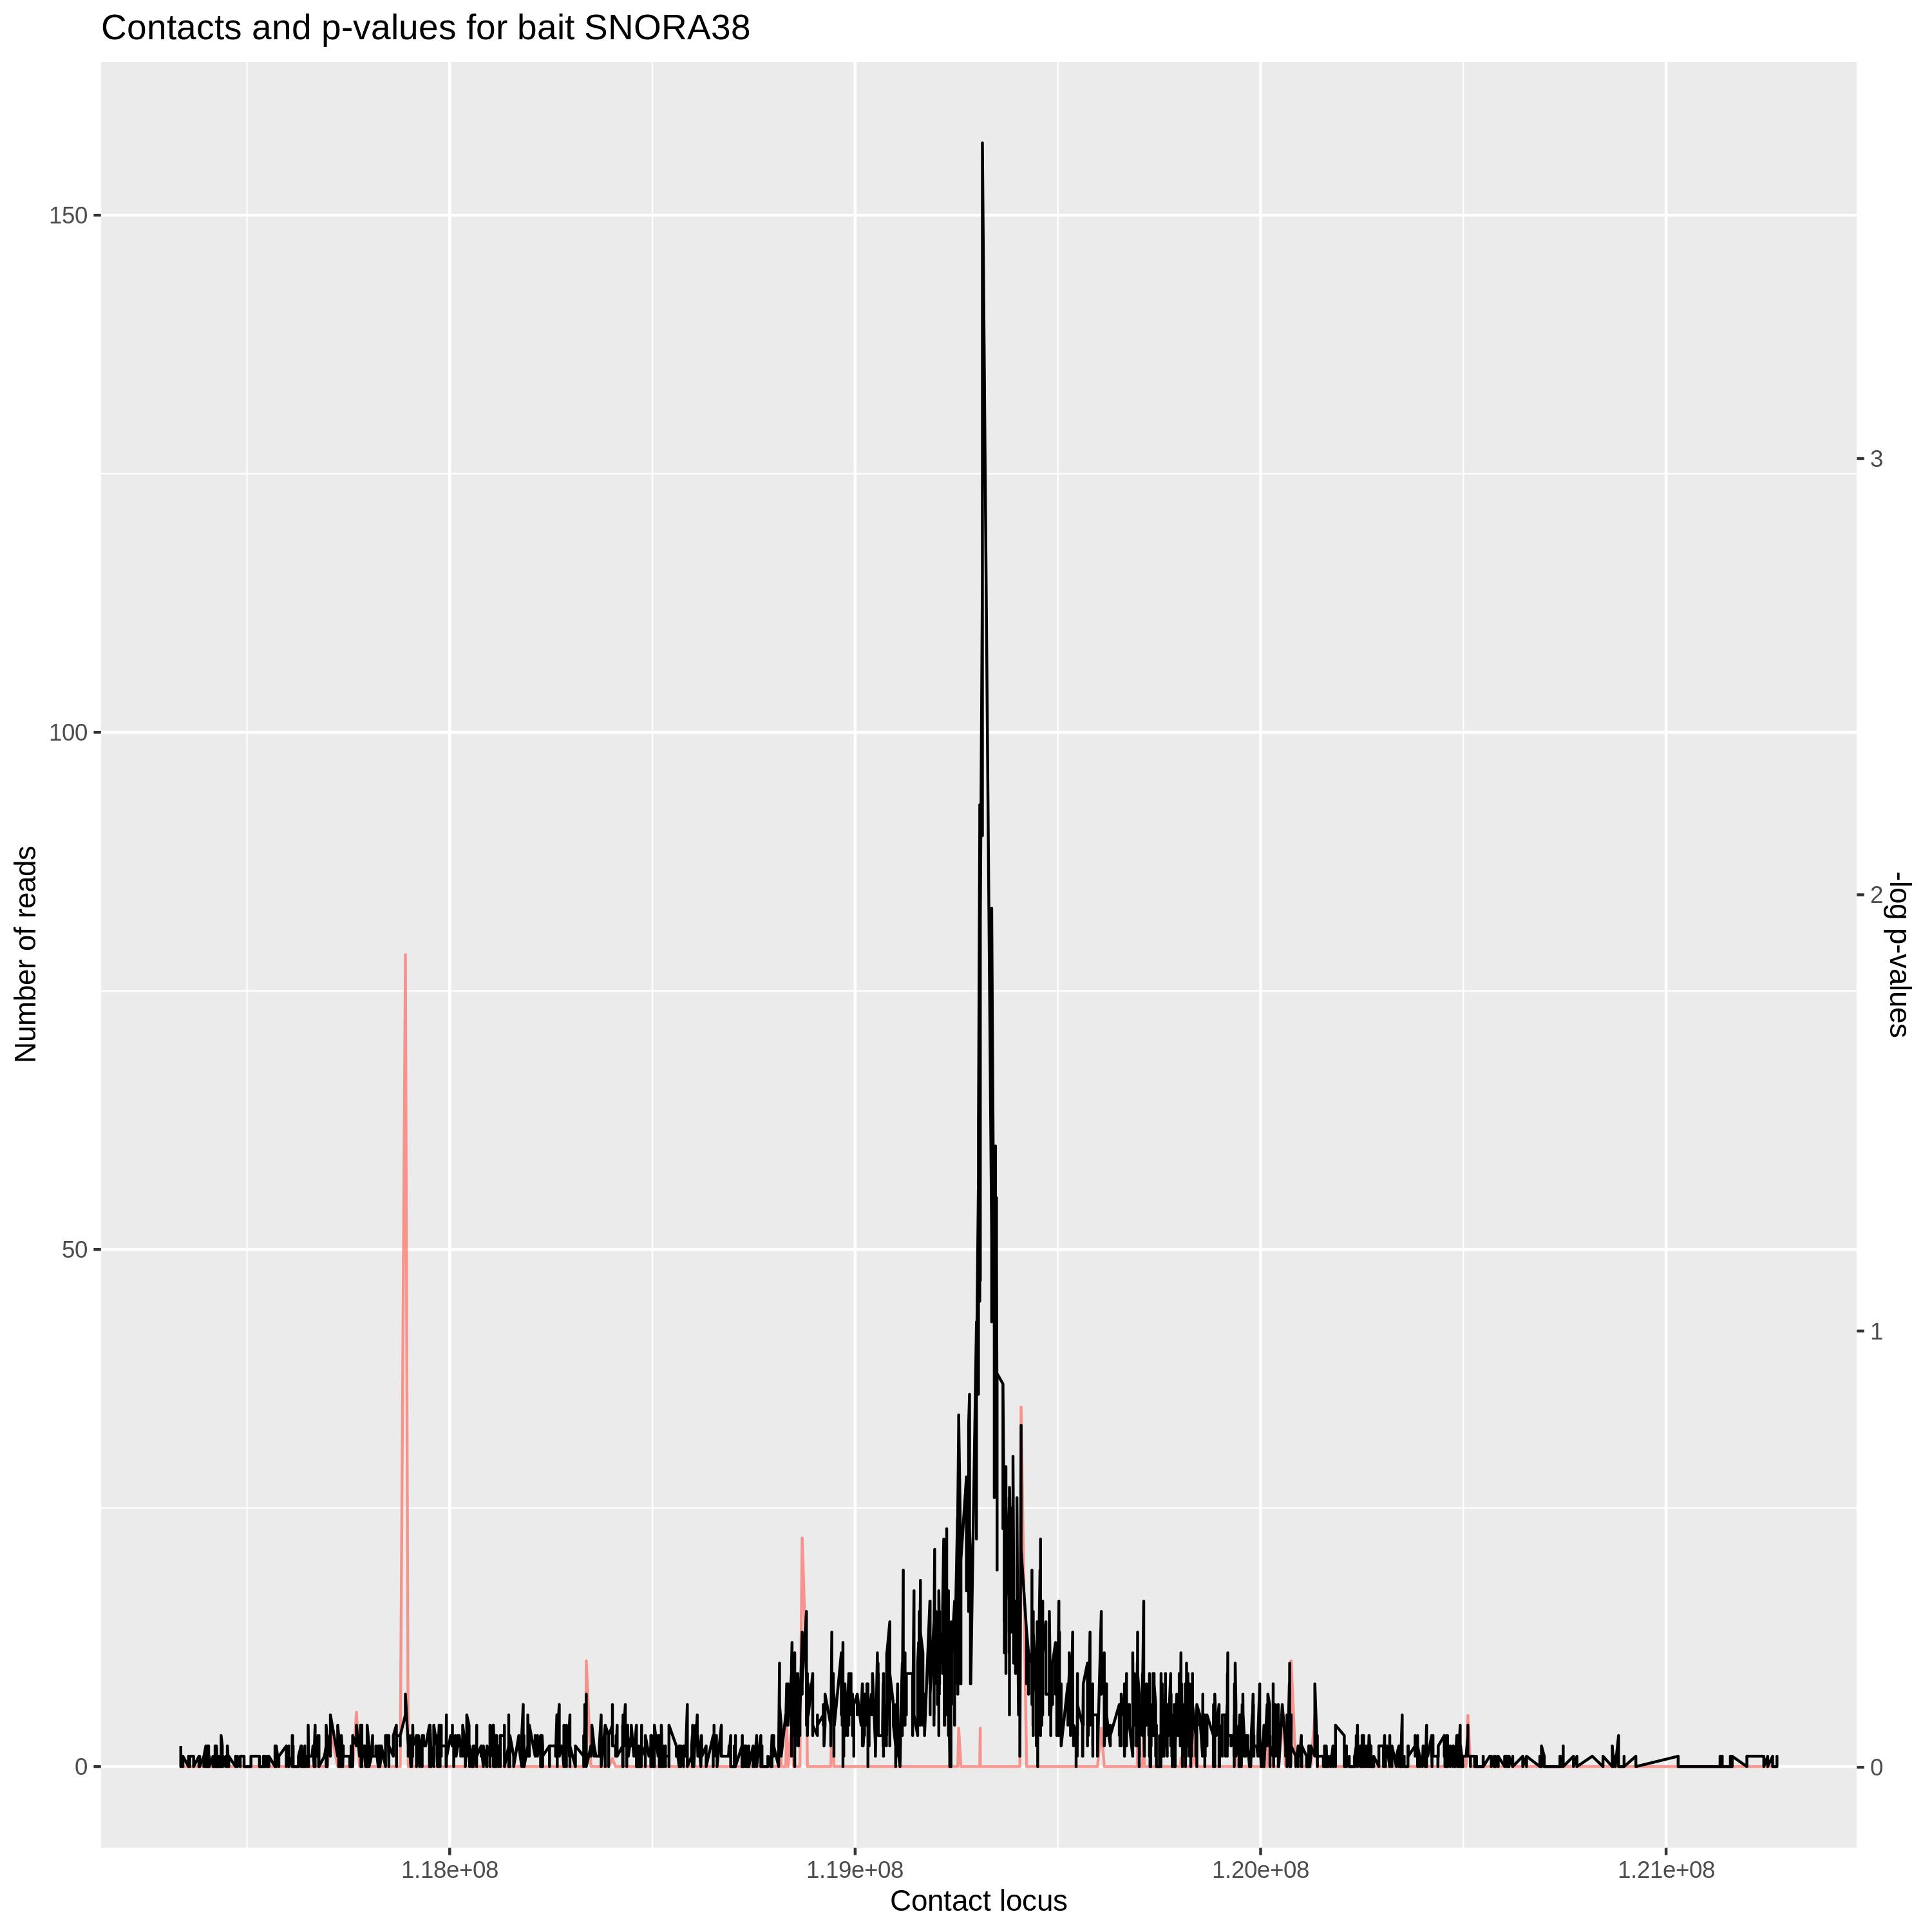 Contacts and p-values for bait SNORA38
150
100
50
0
Number of reads
3
2
1
0
-log p-values
1.18e+08 1.19e+08 1.20e+08 1.21e+08
Contact locus